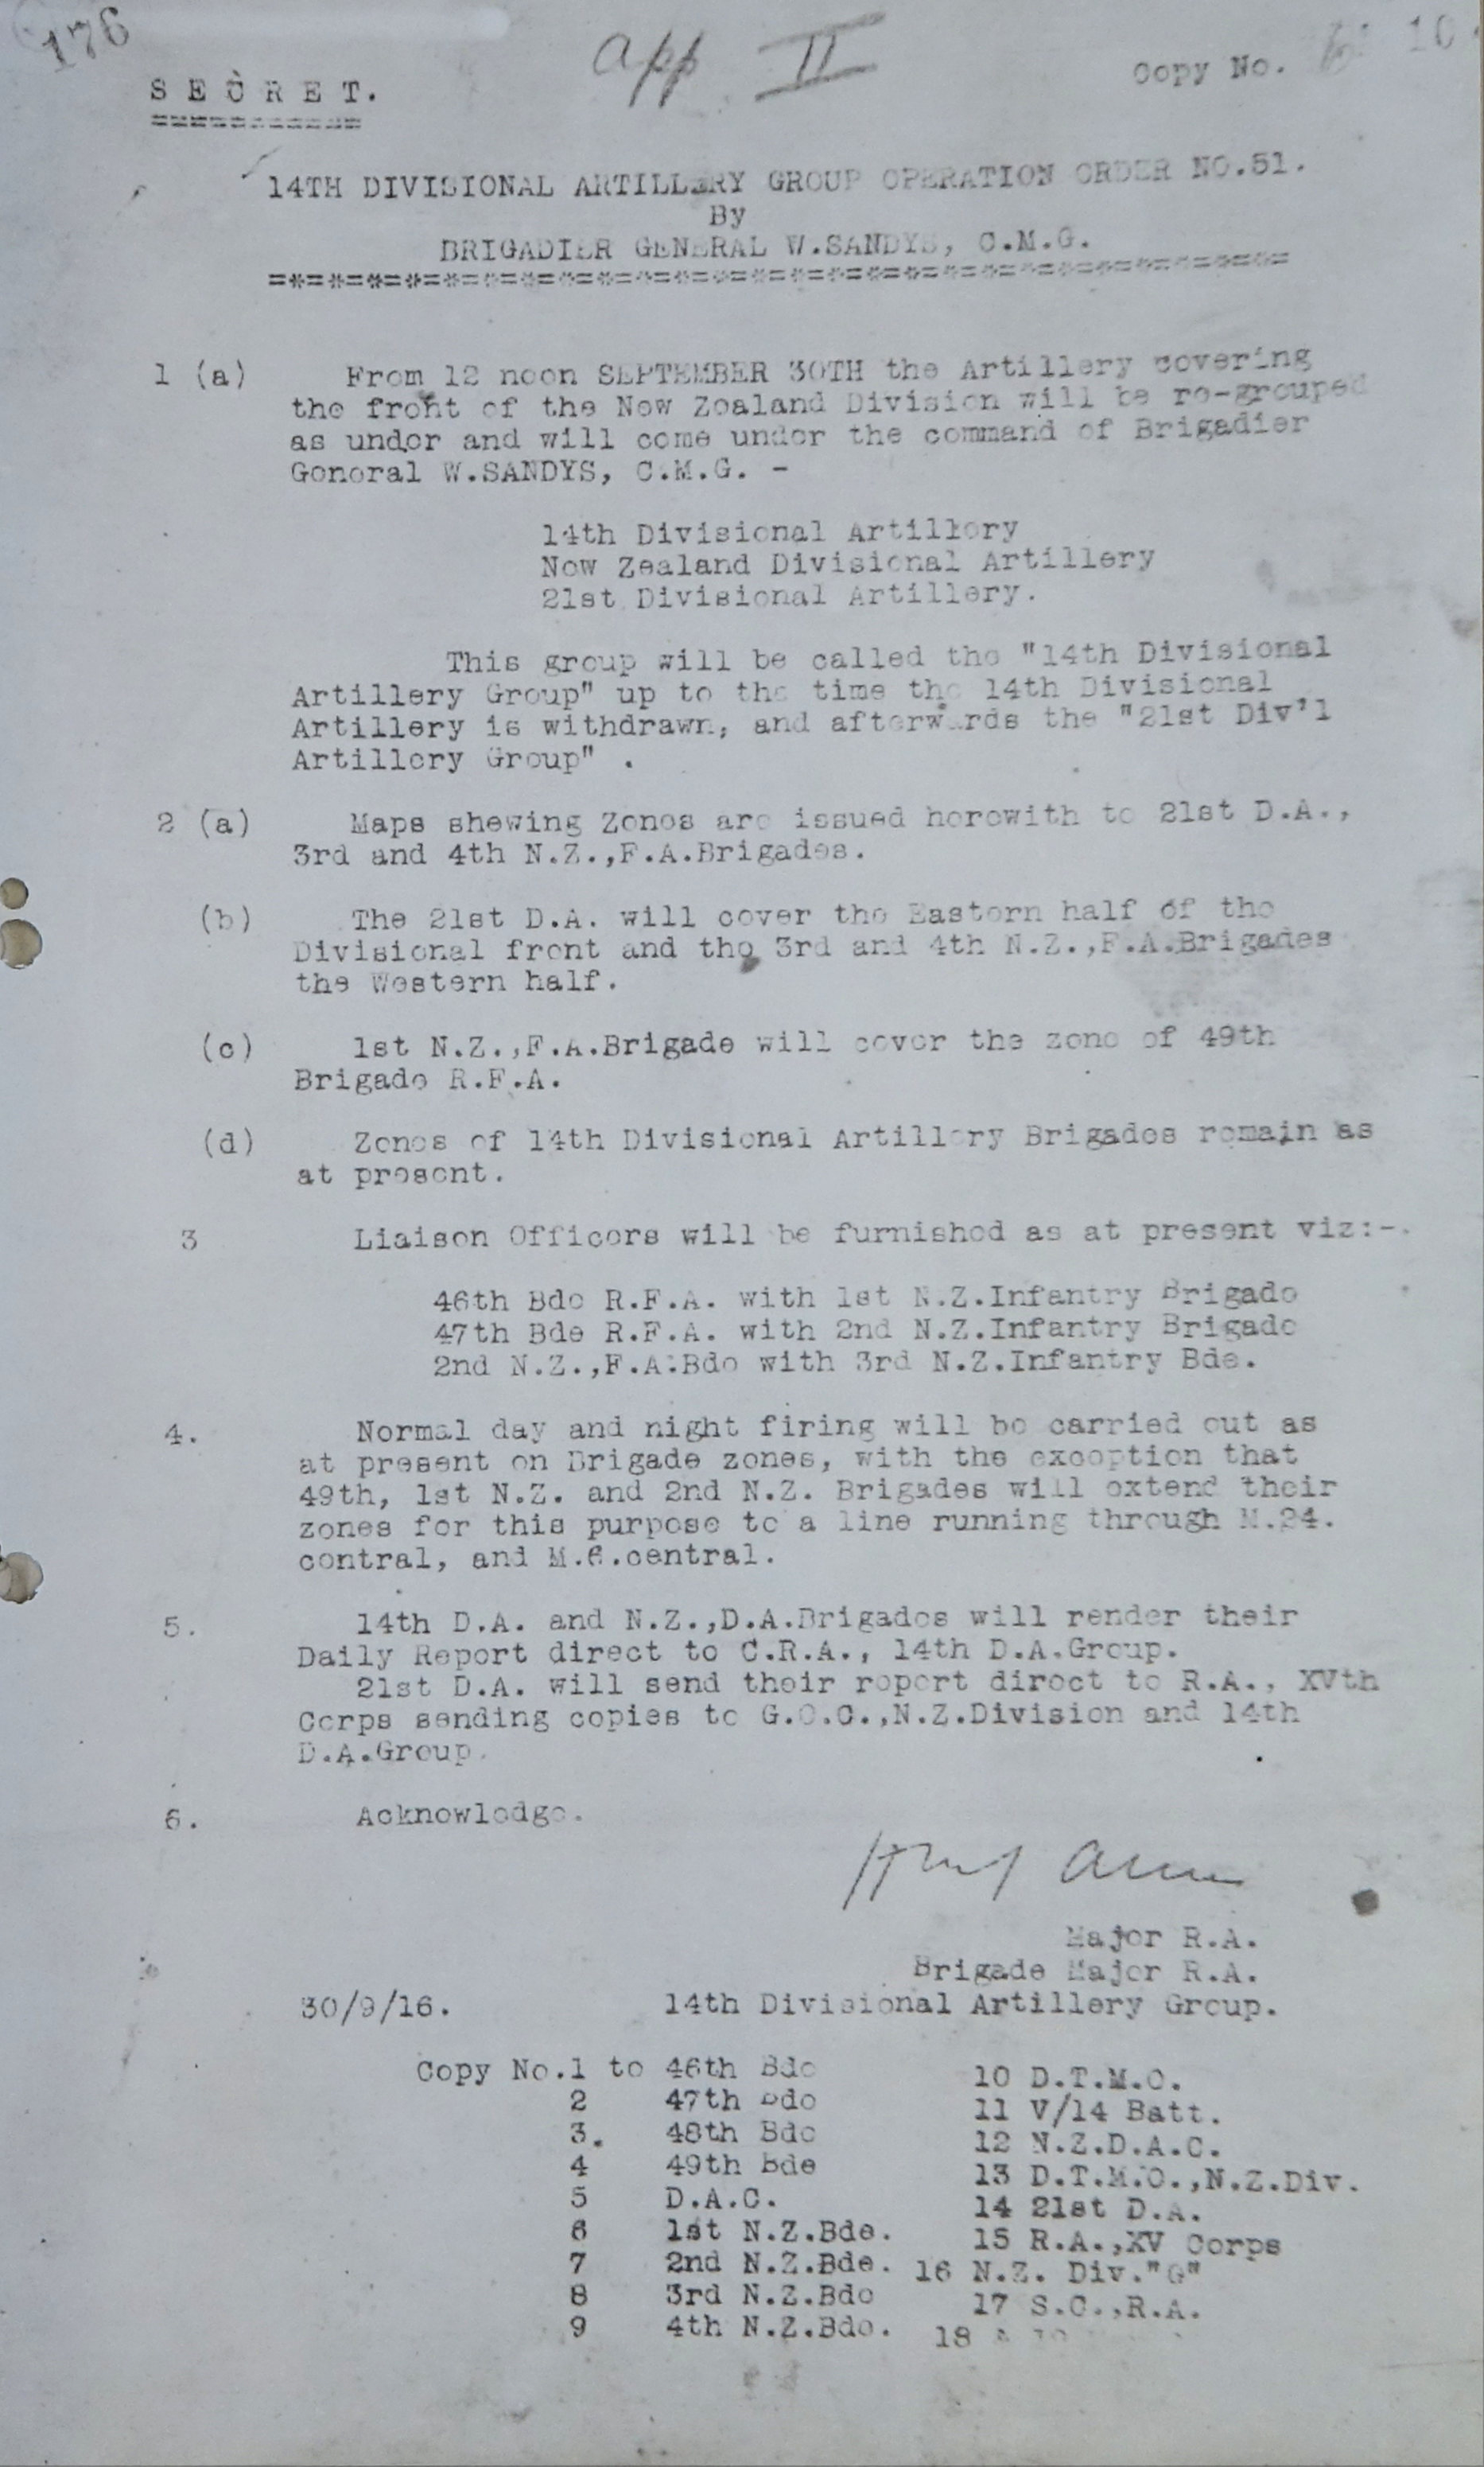 176
app II
Copy No.
10
SECRET.
===========
14TH DIVISIONAL ARTILLERY GROUP OPERATION ORDER NO.51.
By
BRIGADIER GENERAL W.SANDYS, C.M.G.
=*=*=*=*=*=*=*=*=*=*=*=*=*=*=*=*=*=*=*=*=*=*=*=*=*=*=
1 (a) From 12 noon SEPTEMBER 30TH the Artillery covering
the front of the New Zealand Division will be re-grouped
as under and will come under the command of Brigadier
General W.SANDYS, C.M.G. -
14th Divisional Artillery
New Zealand Divisional Artillery
21st Divisional Artillery.
This group will be called the "14th Divisional
Artillery Group" up to the time the 14th Divisional
Artillery is withdrawn, and afterwards the "21st Div'l
Artillery Group" .
2 (a) Maps shewing Zones are issued herewith to 21st D.A.,
3rd and 4th N.Z.,F.A.Brigades.
(b) The 21st D.A. will cover the Eastern half of the
Divisional front and the 3rd and 4th N.Z.,F.A.Brigades
the Western half.
(c) 1st N.Z.,F.A.Brigade will cover the zone of 49th
Brigade R.F.A.
(d) Zones of 14th Divisional Artillery Brigades remain as
at present.
3 Liaison Officers will be furnished as at present viz:-.
46th Bde R.F.A. with 1st N.Z.Infantry Brigade
47th Bde R.F.A. with 2nd N.Z.Infantry Brigade
2nd N.Z.,F.A.Bde with 3rd N.Z.Infantry Bde.
4. Normal day and night firing will be carried out as
at present on Brigade zones, with the exception that
49th, 1st N.Z. and 2nd N.Z. Brigades will extend their
zones for this purpose to a line running through M.24.
central, and M.6.central.
5. 14th D.A. and N.Z.,D.A.Brigades will render their
Daily Report direct to C.R.A., 14th D.A.Group.
21st D.A. will send their report direct to R.A., XVth
Corps sending copies to G.O.C.,N.Z.Division and 14th
D.A.Group.
6. Acknowledge.
Major R.A.
Brigade Major R.A.
30/9/16. 14th Divisional Artillery Group.
Copy No.1 to 46th Bde
2 47th Bde
3. 48th Bde
4 49th Bde
5 D.A.C.
6 1st N.Z.Bde.
7 2nd N.Z.Bde.
8 3rd N.Z.Bde
9 4th N.Z.Bde.
10 D.T.M.O.
11 V/14 Batt.
12 N.Z.D.A.C.
13 D.T.M.O.,N.Z.Div.
14 21st D.A.
15 R.A.,XV Corps
16 N.Z. Div."G"
17 S.C.,R.A.
18